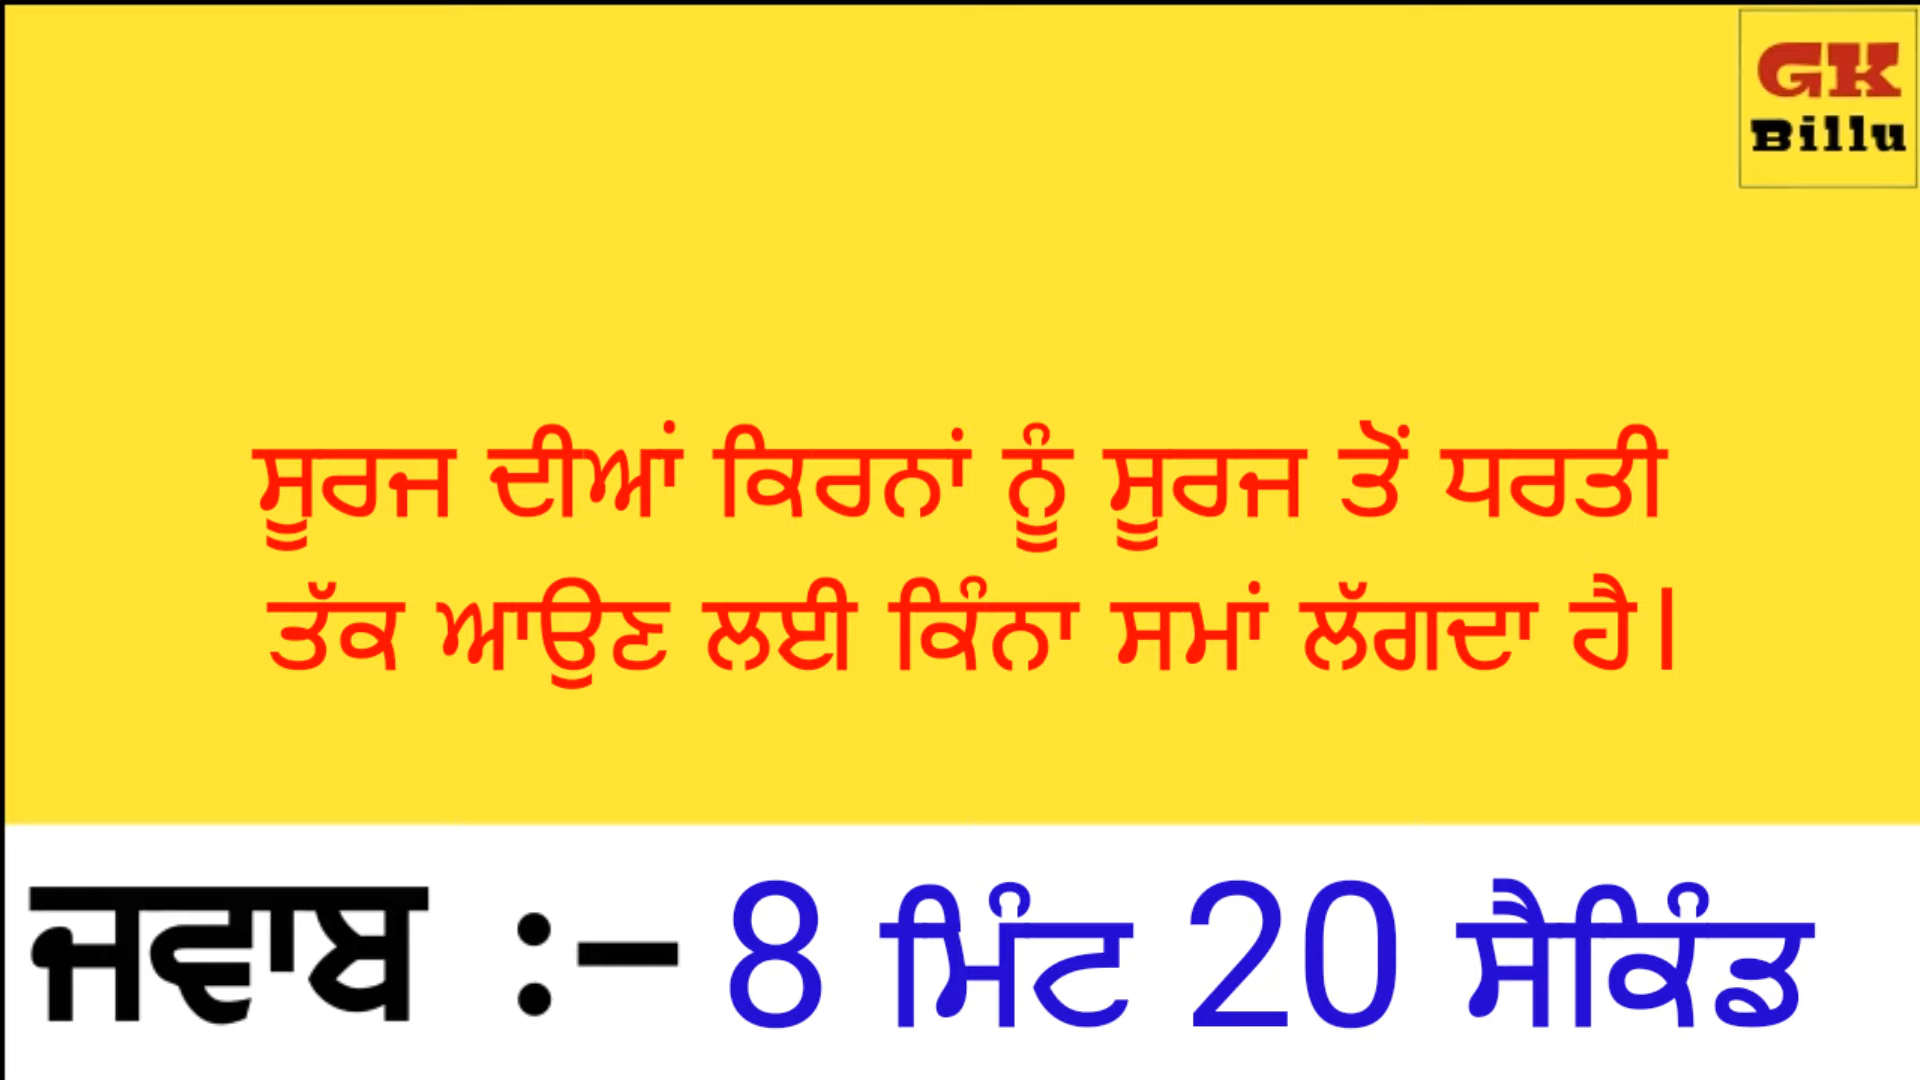 GK
Billu
ਸੂਰਜ ਦੀਆਂ ਕਿਰਨਾਂ ਨੂੰ ਸੂਰਜ ਤੋਂ ਧਰਤੀ
ਤੱਕ ਆਉਣ ਲਈ ਕਿੰਨਾ ਸਮਾਂ ਲੱਗਦਾ ਹੈ।
ਜਵਾਬ :- 8 ਮਿੰਟ 20 ਸੈਕਿੰਡ